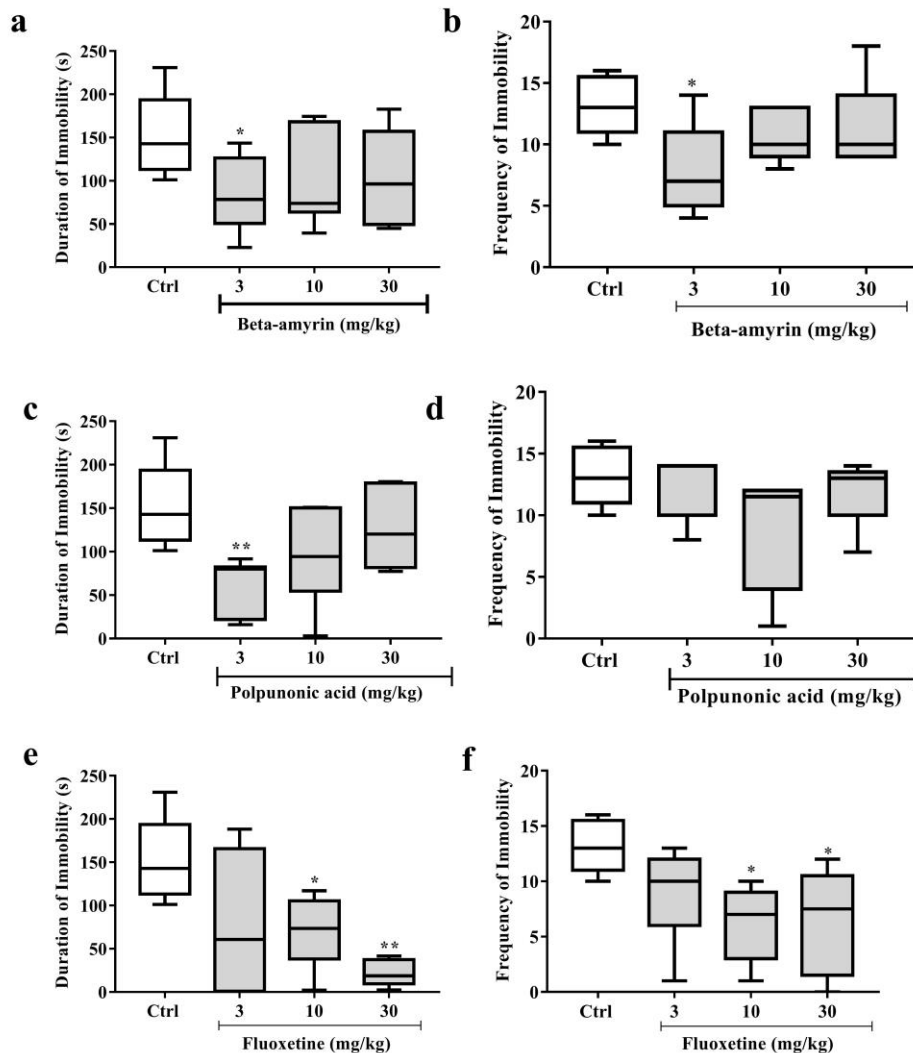 a
Duration of Immobility (s)
250
200
150
100
50
0
*
Ctrl 3 10 30
Beta-amyrin (mg/kg)
b
Frequency of Immobility
20
15
10
5
0
*
Ctrl 3 10 30
Beta-amyrin (mg/kg)
c
Duration of Immobility (s)
250
200
150
100
50
0
**
Ctrl 3 10 30
Polpunonic acid (mg/kg)
d
Frequency of Immobility
20
15
10
5
0
Ctrl 3 10 30
Polpunonic acid (mg/kg)
e
Duration of Immobility (s)
250
200
150
100
50
0
*
**
Ctrl 3 10 30
Fluoxetine (mg/kg)
f
Frequency of Immobility
20
15
10
5
0
*
*
Ctrl 3 10 30
Fluoxetine (mg/kg)